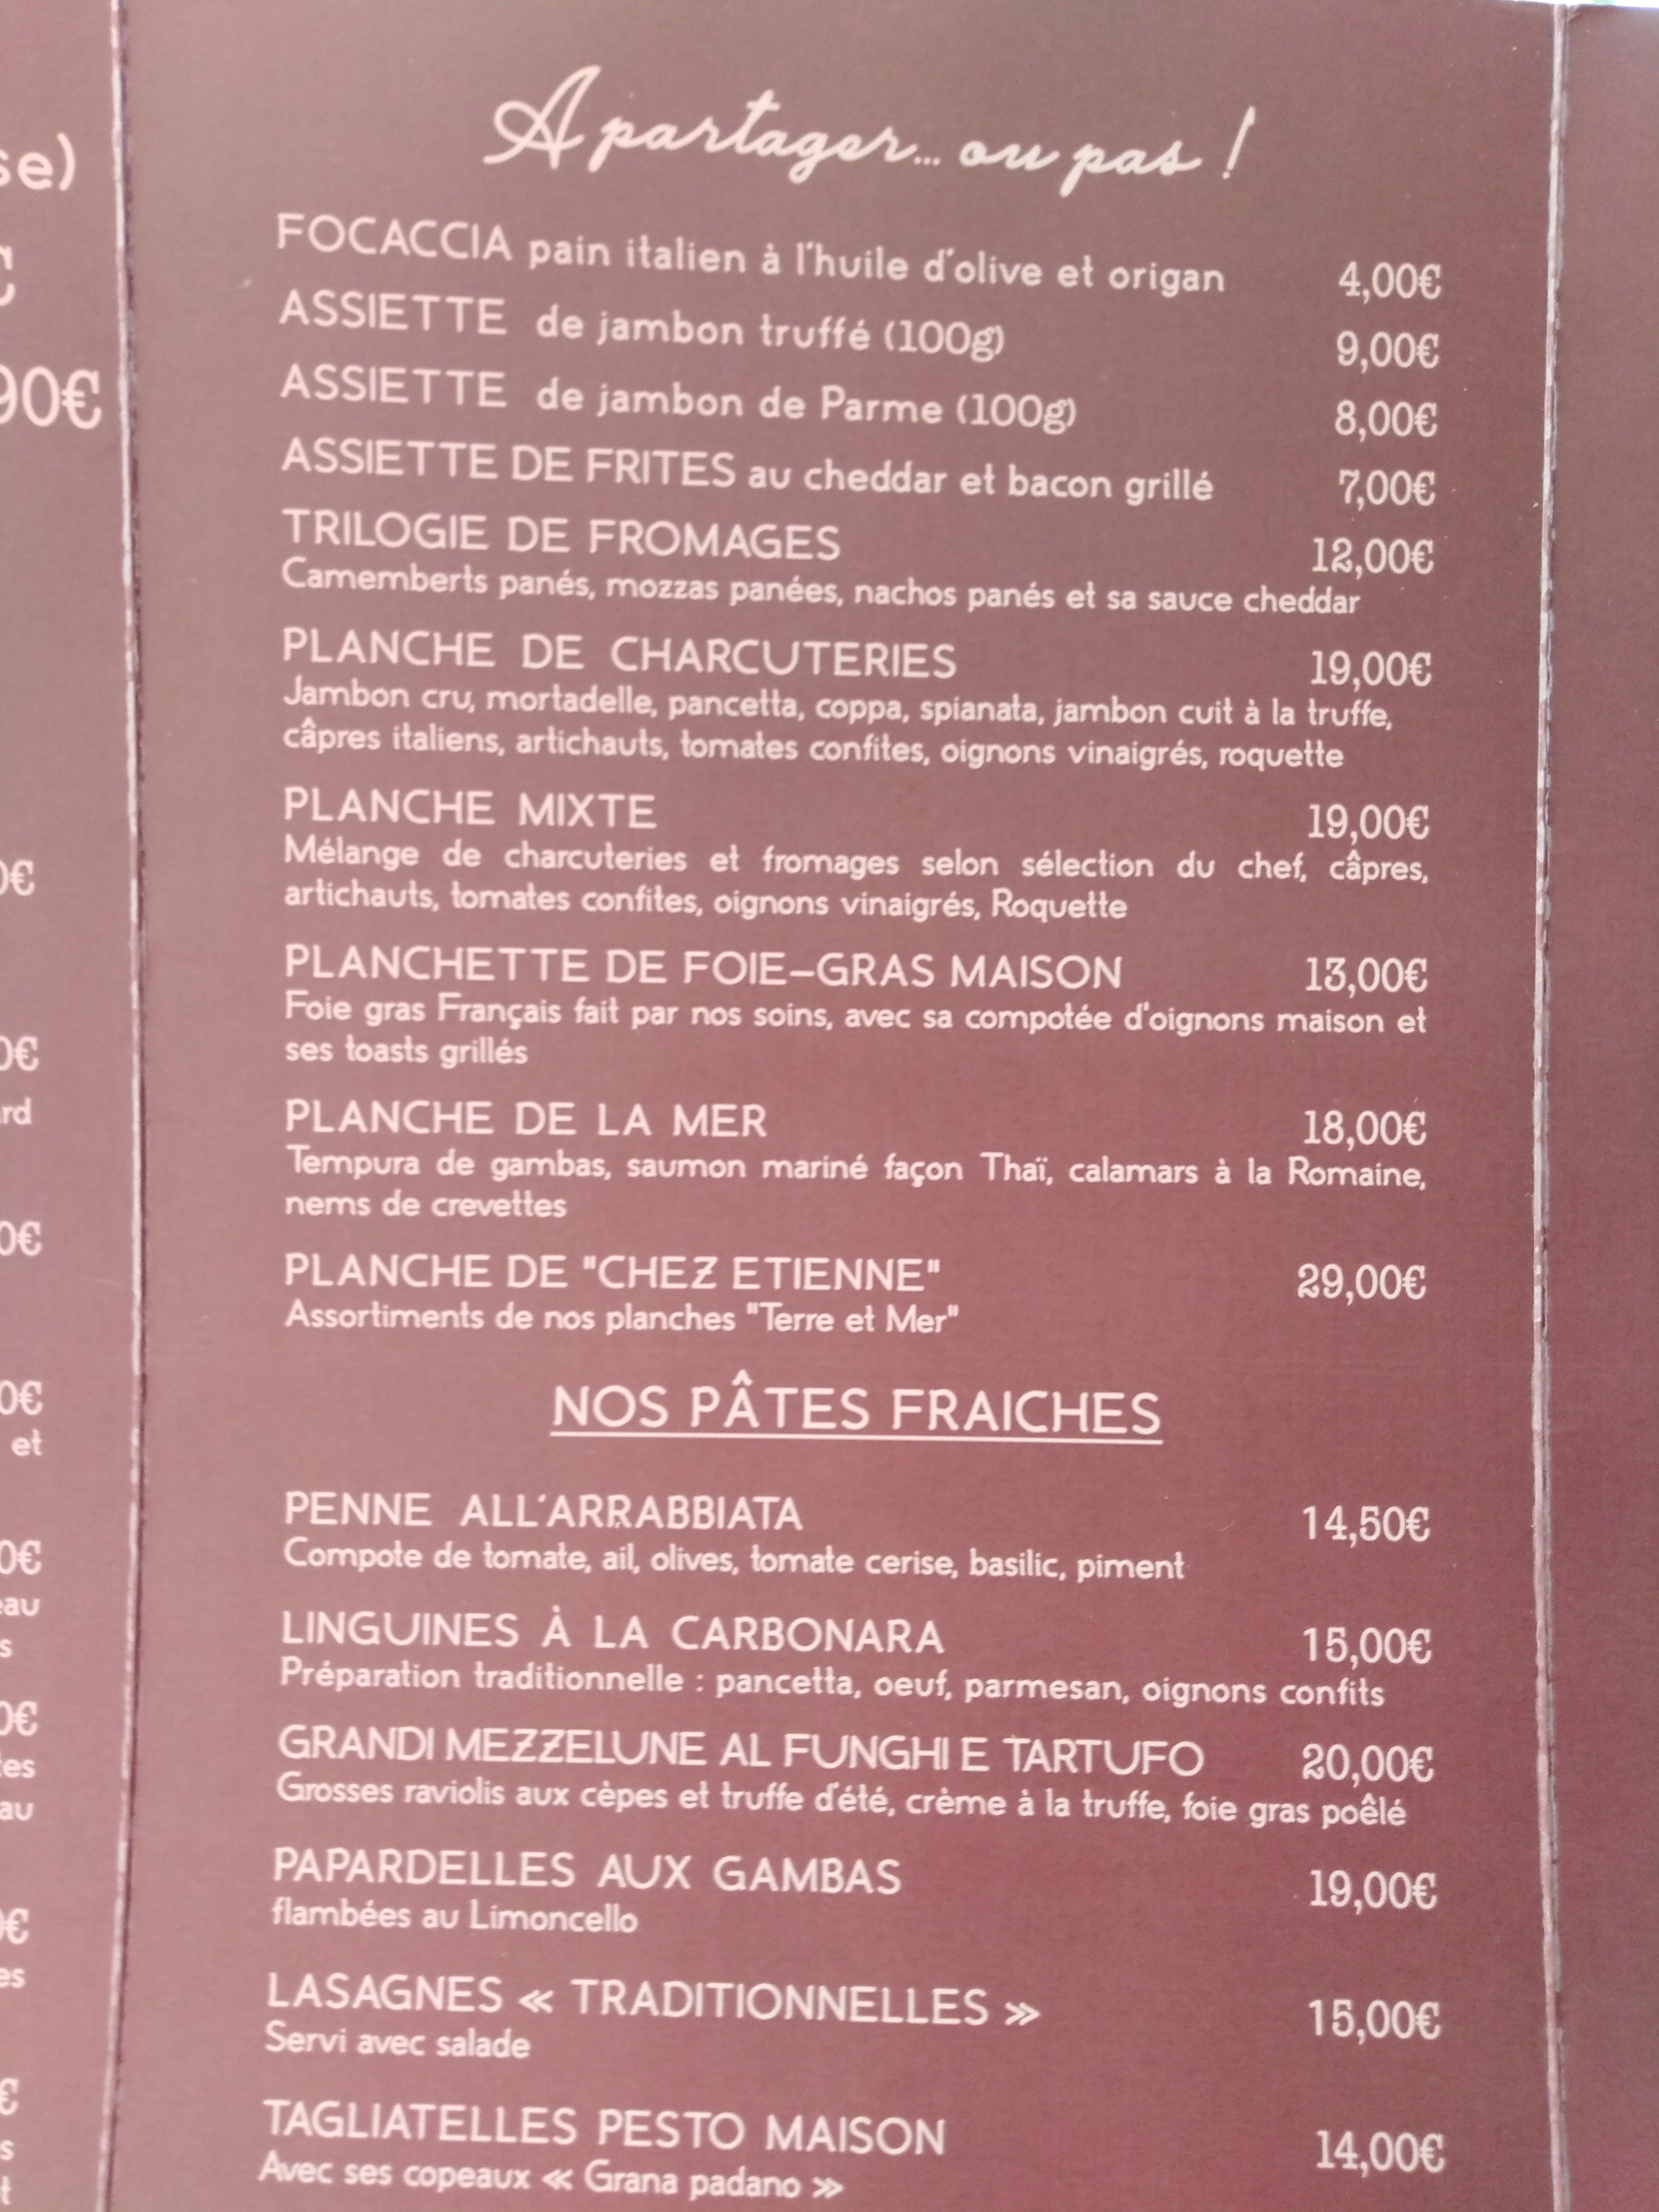 A partager... ou pas !
FOCACCIA pain italien à l'huile d'olive et origan 4,00€
ASSIETTE de jambon truffé (100g) 9,00€
ASSIETTE de jambon de Parme (100g) 8,00€
ASSIETTE DE FRITES au cheddar et bacon grillé 7,00€
TRILOGIE DE FROMAGES 12,00€
Camemberts panés, mozzas panées, nachos panés et sa sauce cheddar
PLANCHE DE CHARCUTERIES 19,00€
Jambon cru, mortadelle, pancetta, coppa, spianata, jambon cuit à la truffe,
câpres italiens, artichauts, tomates confites, oignons vinaigrés, roquette
PLANCHE MIXTE 19,00€
Mélange de charcuteries et fromages selon sélection du chef, câpres,
artichauts, tomates confites, oignons vinaigrés, Roquette
PLANCHETTE DE FOIE-GRAS MAISON 13,00€
Foie gras Français fait par nos soins, avec sa compotée d'oignons maison et
ses toasts grillés
PLANCHE DE LA MER 18,00€
Tempura de gambas, saumon mariné façon Thaï, calamars à la Romaine,
nems de crevettes
PLANCHE DE "CHEZ ETIENNE" 29,00€
Assortiments de nos planches "Terre et Mer"
NOS PÂTES FRAICHES
PENNE ALL'ARRABBIATA 14,50€
Compote de tomate, ail, olives, tomate cerise, basilic, piment
LINGUINES À LA CARBONARA 15,00€
Préparation traditionnelle : pancetta, oeuf, parmesan, oignons confits
GRANDI MEZZELUNE AL FUNGHI E TARTUFO 20,00€
Grosses raviolis aux cèpes et truffe d'été, crème à la truffe, foie gras poêlé
PAPARDELLES AUX GAMBAS 19,00€
flambées au Limoncello
LASAGNES « TRADITIONNELLES » 15,00€
Servi avec salade
TAGLIATELLES PESTO MAISON 14,00€
Avec ses copeaux « Grana padano »